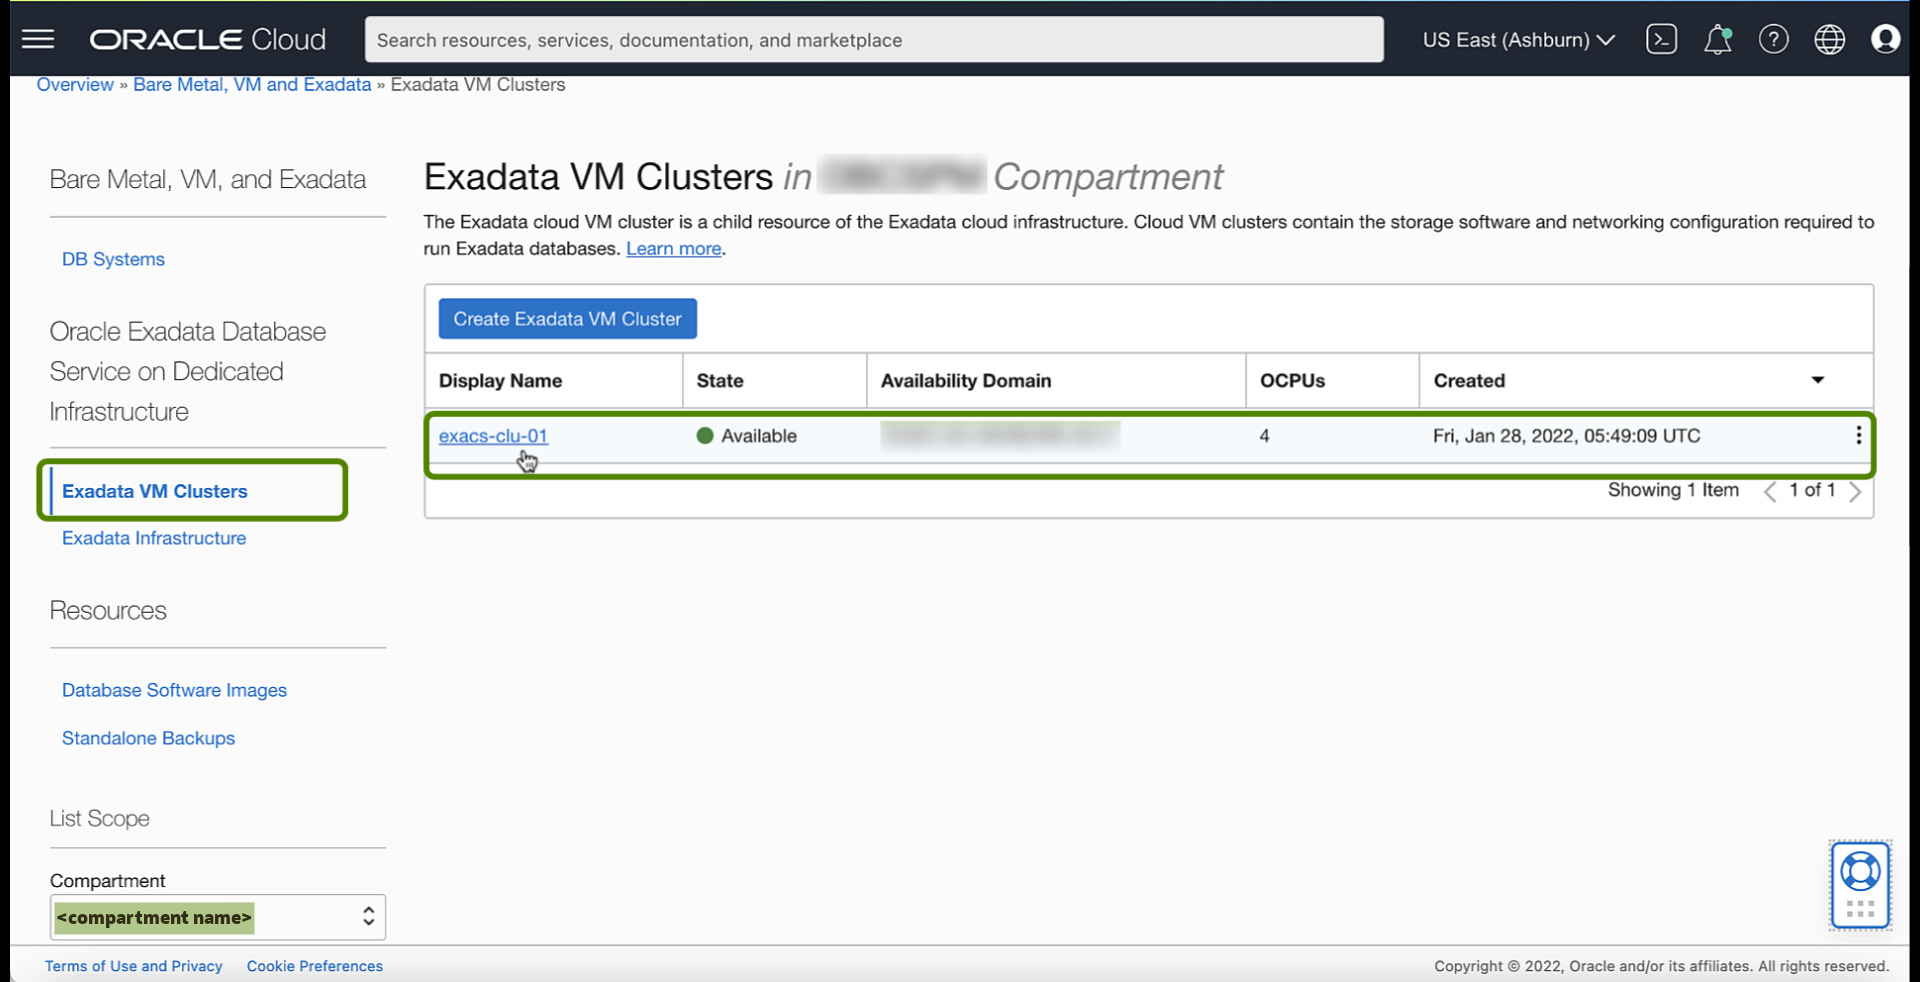 ORACLE Cloud
Search resources, services, documentation, and marketplace
US East (Ashburn)
Overview » Bare Metal, VM and Exadata » Exadata VM Clusters
Bare Metal, VM, and Exadata
DB Systems
Oracle Exadata Database
Service on Dedicated
Infrastructure
Exadata VM Clusters
Exadata Infrastructure
Resources
Database Software Images
Standalone Backups
List Scope
Compartment
<compartment name>
Exadata VM Clusters in Compartment
The Exadata cloud VM cluster is a child resource of the Exadata cloud infrastructure. Cloud VM clusters contain the storage software and networking configuration required to
run Exadata databases. Learn more.
Create Exadata VM Cluster
Display Name State Availability Domain OCPUs Created
exacs-clu-01 Available 4 Fri, Jan 28, 2022, 05:49:09 UTC
Showing 1 Item 1 of 1
Terms of Use and Privacy Cookie Preferences
Copyright © 2022, Oracle and/or its affiliates. All rights reserved.